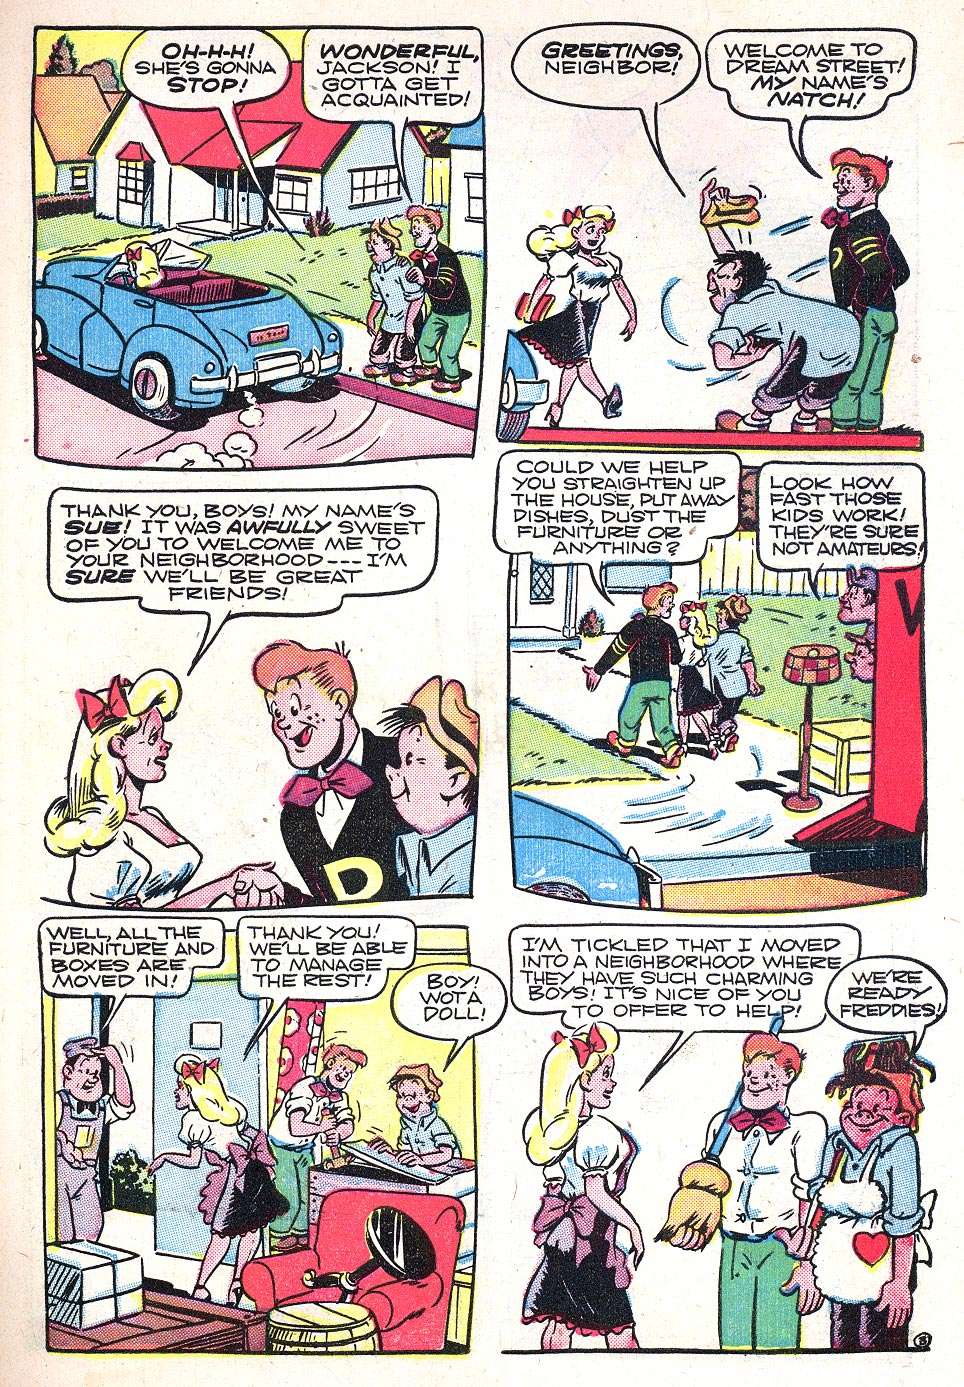 OH-H-H!
SHE'S GONNA
STOP!
WONDERFUL,
JACKSON! I
GOTTA GET
ACQUAINTED!
GREETINGS,
NEIGHBOR!
WELCOME TO
DREAM STREET!
MY NAME'S
NATCH!
THANK YOU, BOYS! MY NAME'S
SUE! IT WAS AWFULLY SWEET
OF YOU TO WELCOME ME TO
YOUR NEIGHBORHOOD --- I'M
SURE WE'LL BE GREAT
FRIENDS!
D
COULD WE HELP
YOU STRAIGHTEN UP
THE HOUSE, PUT AWAY
DISHES, DUST THE
FURNITURE OR
ANYTHING?
LOOK HOW
FAST THOSE
KIDS WORK!
THEY'RE SURE
NOT AMATEURS!
V
WELL, ALL THE
FURNITURE AND
BOXES ARE
MOVED IN!
THANK YOU!
WE'LL BE ABLE
TO MANAGE
THE REST!
BOY!
WOTA
DOLL!
I'M TICKLED THAT I MOVED
INTO A NEIGHBORHOOD WHERE
THEY HAVE SUCH CHARMING
BOYS! IT'S NICE OF YOU
TO OFFER TO HELP!
WE'RE
READY
FREDDIES!